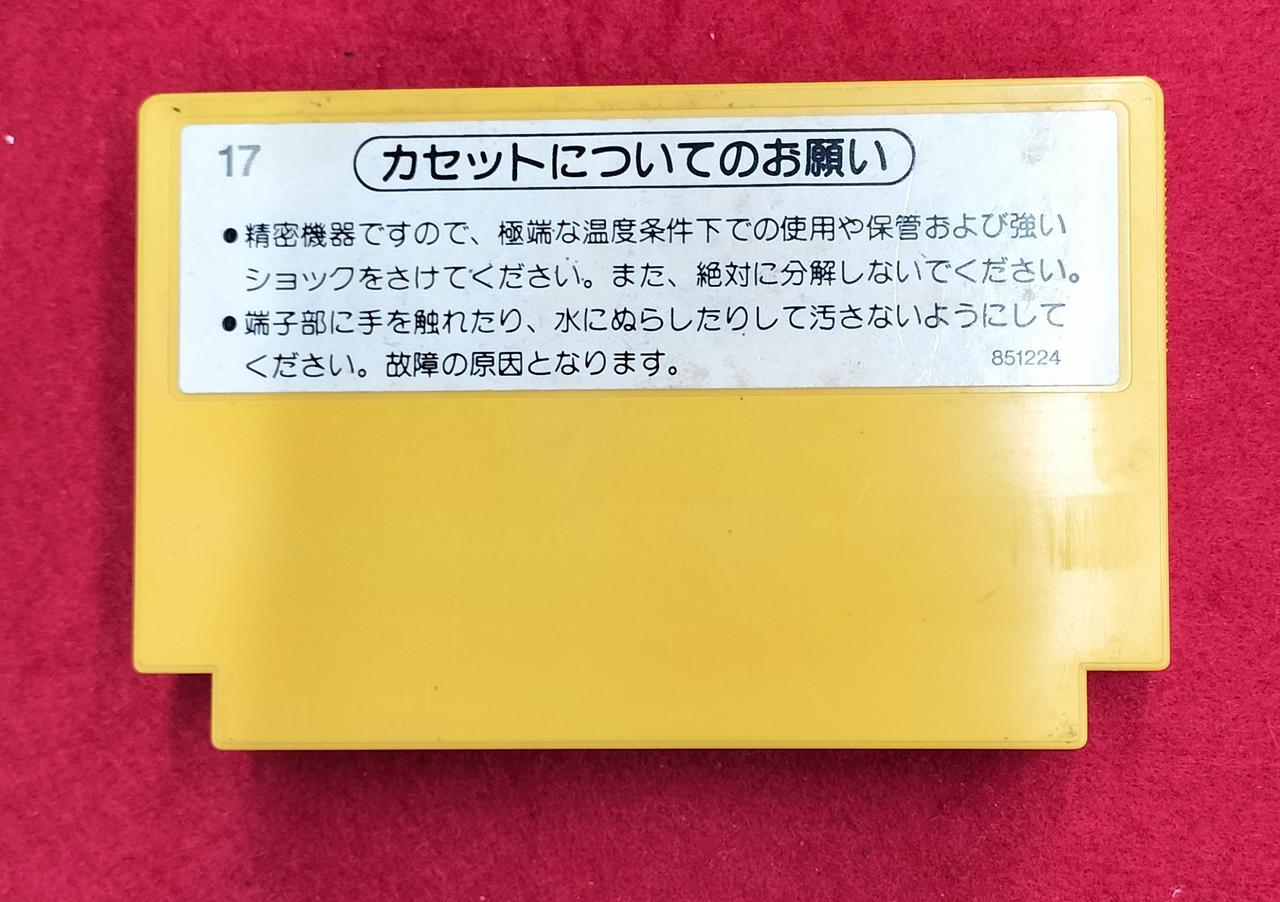 17
カセットについてのお願い
●精密機器ですので、極端な温度条件下での使用や保管および強い
ショックをさけてください。また、絶対に分解しないでください。
●端子部に手を触れたり、水にぬらしたりして汚さないようにして
ください。故障の原因となります。
851224